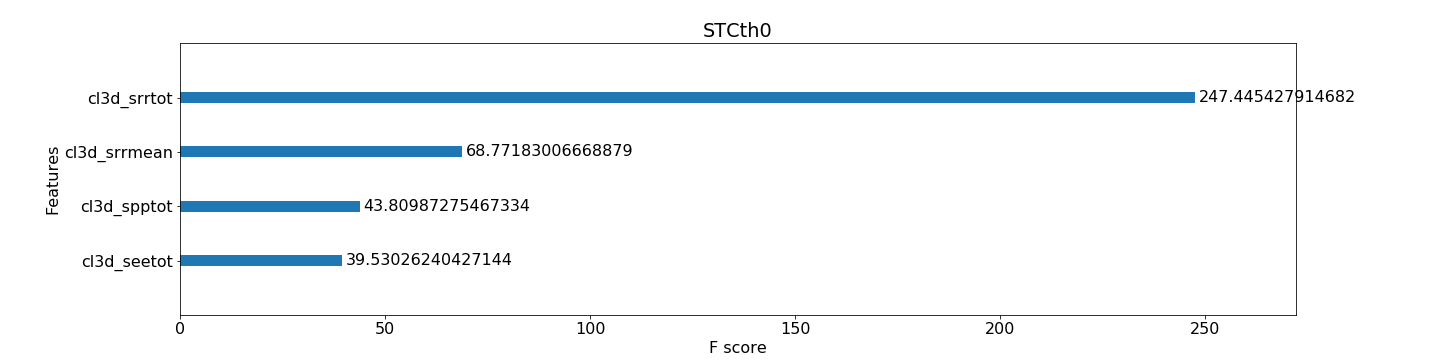 STCth0
cl3d_srrtot
247.445427914682
cl3d_srrmean
68.77183006668879
cl3d_spptot
43.80987275467334
cl3d_seetot
39.53026240427144
Features
0 50 100 150 200 250
F score